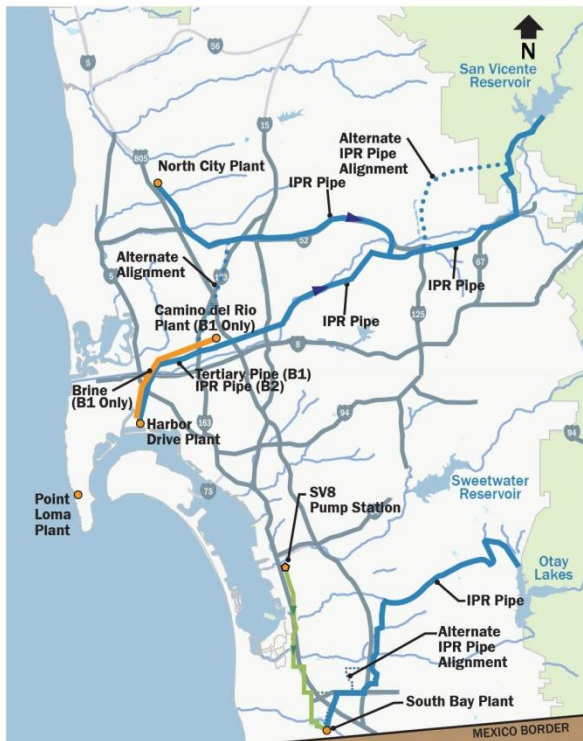 N
San Vicente
Reservoir
5
56
15
805
Alternate
IPR Pipe
Alignment
North City Plant
IPR Pipe
52
Alternate
Alignment
5
67
IPR Pipe
Camino del Rio
Plant (B1 Only)
IPR Pipe
125
8
Tertiary Pipe (B1)
IPR Pipe (B2)
Brine
(B1 Only)
94
Harbor
Drive Plant
163
94
Sweetwater
Reservoir
75
SV8
Pump Station
Point
Loma
Plant
Otay
Lakes
IPR Pipe
Alternate
IPR Pipe
Alignment
South Bay Plant
MEXICO BORDER